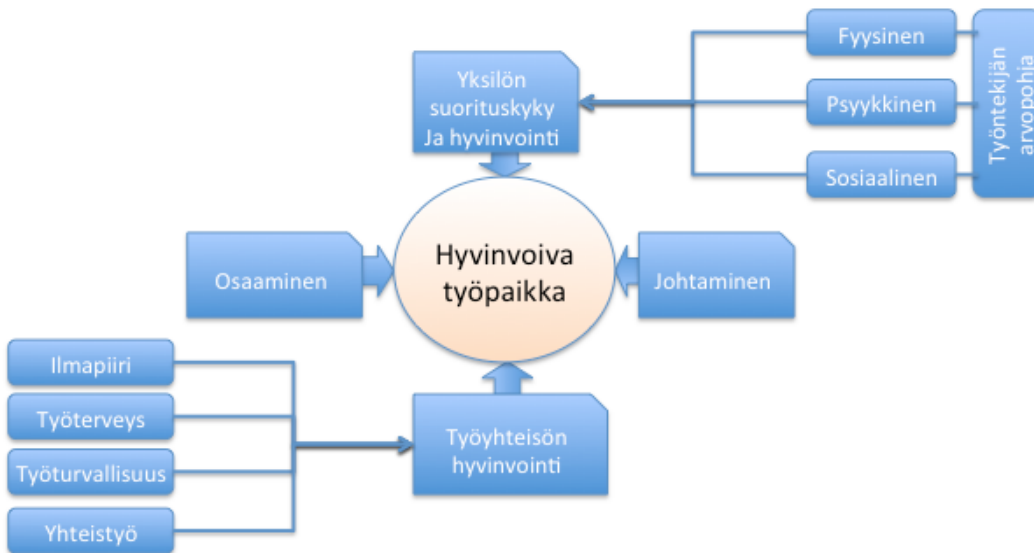 Fyysinen
Yksilön
suorituskyky
Ja hyvinvointi
Psyykkinen
Työntekijän
arvopohja
Sosiaalinen
Hyvinvoiva
työpaikka
Osaaminen
Johtaminen
Ilmapiiri
Työterveys
Työyhteisön
hyvinvointi
Työturvallisuus
Yhteistyö